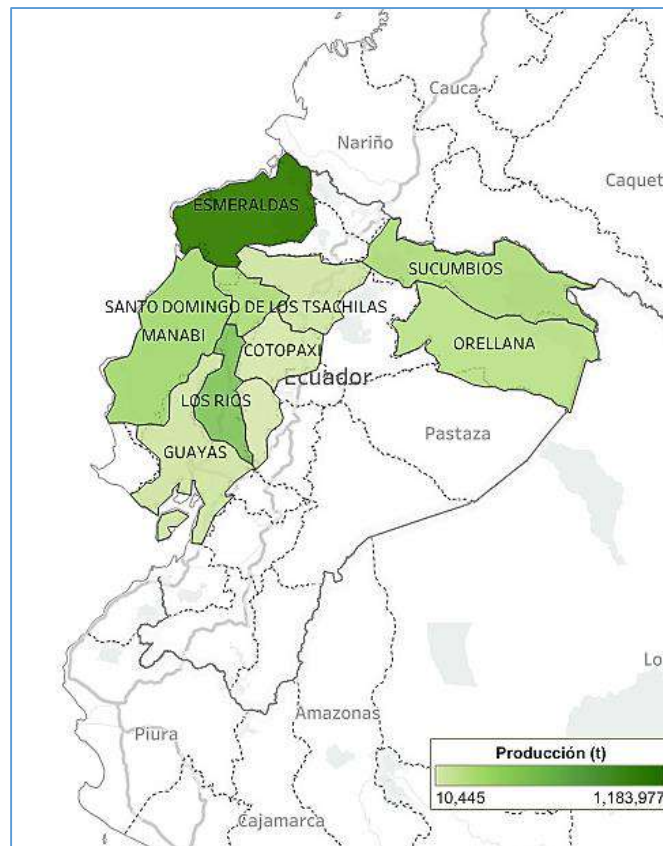 Cauca
Nariño
Caquet
ESMERALDAS
SUCUMBIOS
SANTO DOMINGO DE LOS TSACHILAS
MANABI
ORELLANA
COTOPAXI
Ecuador
LOS RIOS
Pastaza
GUAYAS
Lo
Amazonas
Piura
Producción (t)
10,445 1,183,977
Cajamarca